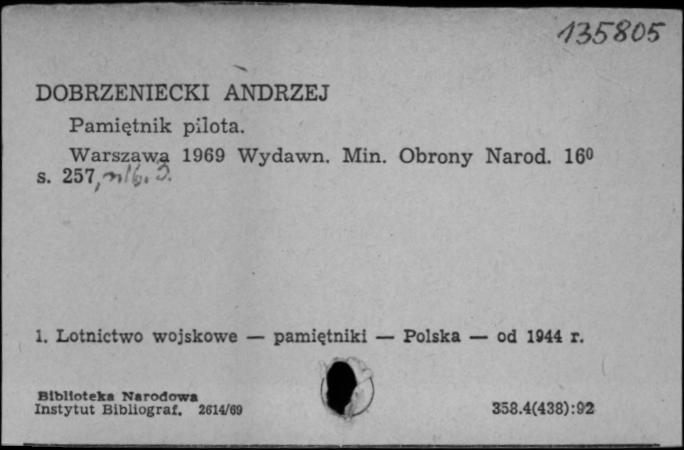 135805
DOBRZENIECKI ANDRZEJ
Pamiętnik pilota.
Warszawa 1969 Wydawn. Min. Obrony Narod. 16⁰
s. 257, nlb.
1. Lotnictwo wojskowe — pamiętniki — Polska — od 1944 r.
Biblioteka Narodowa
Instytut Bibliograf. 2614/69
358.4(438):92